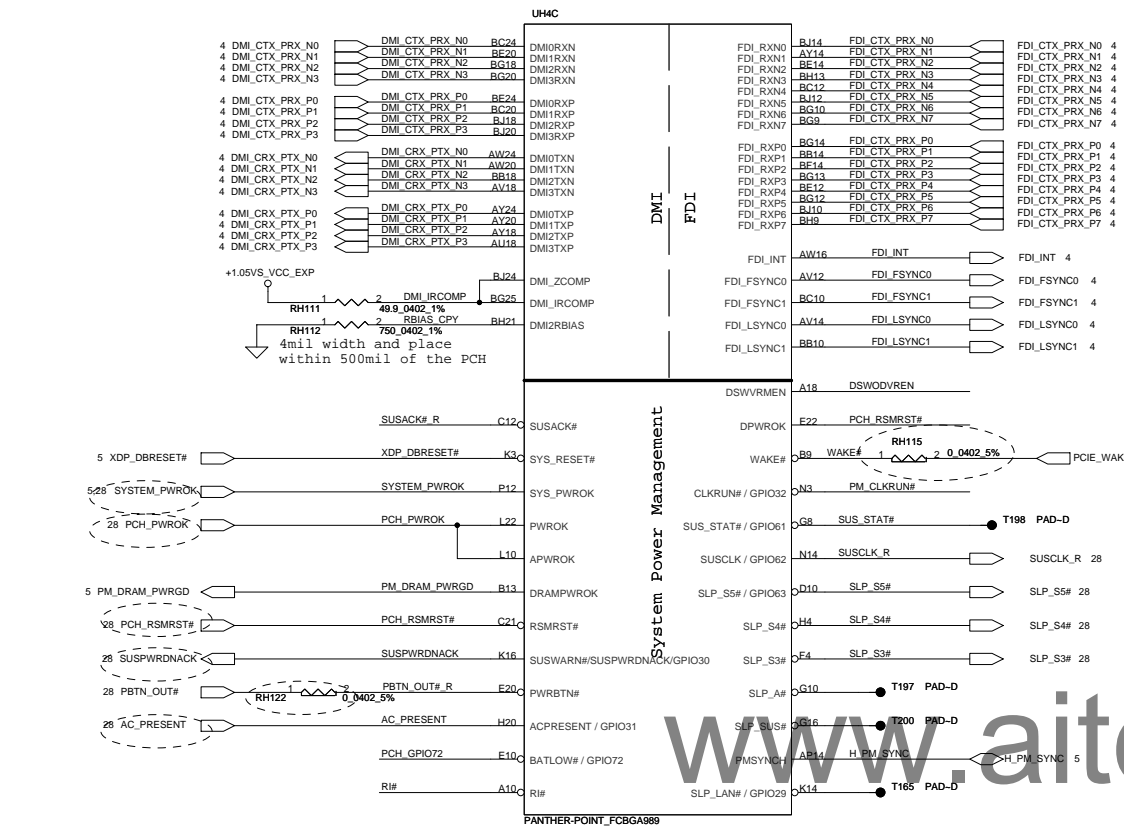 UH4C
4 DMI_CTX_PRX_N0 DMI_CTX_PRX_N0 BC24 DMI0RXN FDI_RXN0 BJ14 FDI_CTX_PRX_N0 FDI_CTX_PRX_N0 4
4 DMI_CTX_PRX_N1 DMI_CTX_PRX_N1 BE20 DMI1RXN FDI_RXN1 AY14 FDI_CTX_PRX_N1 FDI_CTX_PRX_N1 4
4 DMI_CTX_PRX_N2 DMI_CTX_PRX_N2 BG18 DMI2RXN FDI_RXN2 BE14 FDI_CTX_PRX_N2 FDI_CTX_PRX_N2 4
4 DMI_CTX_PRX_N3 DMI_CTX_PRX_N3 BG20 DMI3RXN FDI_RXN3 BH13 FDI_CTX_PRX_N3 FDI_CTX_PRX_N3 4
FDI_RXN4 BC12 FDI_CTX_PRX_N4 FDI_CTX_PRX_N4 4
4 DMI_CTX_PRX_P0 DMI_CTX_PRX_P0 BE24 DMI0RXP FDI_RXN5 BJ12 FDI_CTX_PRX_N5 FDI_CTX_PRX_N5 4
4 DMI_CTX_PRX_P1 DMI_CTX_PRX_P1 BC20 DMI1RXP FDI_RXN6 BG10 FDI_CTX_PRX_N6 FDI_CTX_PRX_N6 4
4 DMI_CTX_PRX_P2 DMI_CTX_PRX_P2 BJ18 DMI2RXP FDI_RXN7 BG9 FDI_CTX_PRX_N7 FDI_CTX_PRX_N7 4
4 DMI_CTX_PRX_P3 DMI_CTX_PRX_P3 BJ20 DMI3RXP
FDI_RXP0 BG14 FDI_CTX_PRX_P0 FDI_CTX_PRX_P0 4
4 DMI_CRX_PTX_N0 DMI_CRX_PTX_N0 AW24 DMI0TXN FDI_RXP1 BB14 FDI_CTX_PRX_P1 FDI_CTX_PRX_P1 4
4 DMI_CRX_PTX_N1 DMI_CRX_PTX_N1 AW20 DMI1TXN FDI_RXP2 BF14 FDI_CTX_PRX_P2 FDI_CTX_PRX_P2 4
4 DMI_CRX_PTX_N2 DMI_CRX_PTX_N2 BB18 DMI2TXN FDI_RXP3 BG13 FDI_CTX_PRX_P3 FDI_CTX_PRX_P3 4
4 DMI_CRX_PTX_N3 DMI_CRX_PTX_N3 AV18 DMI3TXN FDI_RXP4 BE12 FDI_CTX_PRX_P4 FDI_CTX_PRX_P4 4
FDI_RXP5 BG12 FDI_CTX_PRX_P5 FDI_CTX_PRX_P5 4
4 DMI_CRX_PTX_P0 DMI_CRX_PTX_P0 AY24 DMI0TXP FDI_RXP6 BJ10 FDI_CTX_PRX_P6 FDI_CTX_PRX_P6 4
4 DMI_CRX_PTX_P1 DMI_CRX_PTX_P1 AY20 DMI1TXP FDI_RXP7 BH9 FDI_CTX_PRX_P7 FDI_CTX_PRX_P7 4
4 DMI_CRX_PTX_P2 DMI_CRX_PTX_P2 AY18 DMI2TXP
4 DMI_CRX_PTX_P3 DMI_CRX_PTX_P3 AU18 DMI3TXP
DMI
FDI
FDI_INT AW16 FDI_INT FDI_INT 4
+1.05VS_VCC_EXP
BJ24 DMI_ZCOMP FDI_FSYNC0 AV12 FDI_FSYNC0 FDI_FSYNC0 4
RH111 1 2 49.9_0402_1% DMI_IRCOMP BG25 DMI_IRCOMP FDI_FSYNC1 BC10 FDI_FSYNC1 FDI_FSYNC1 4
RH112 1 2 750_0402_1% RBIAS_CPY BH21 DMI2RBIAS FDI_LSYNC0 AV14 FDI_LSYNC0 FDI_LSYNC0 4
4mil width and place
within 500mil of the PCH
FDI_LSYNC1 BB10 FDI_LSYNC1 FDI_LSYNC1 4
DSWVRMEN A18 DSWODVREN
System Power Management
SUSACK#_R C12 SUSACK# DPWROK E22 PCH_RSMRST#
5 XDP_DBRESET# XDP_DBRESET# K3 SYS_RESET# WAKE# B9 WAKE# RH115 1 2 0_0402_5% PCIE_WAK
5,28 SYSTEM_PWROK SYSTEM_PWROK P12 SYS_PWROK CLKRUN# / GPIO32 N3 PM_CLKRUN#
28 PCH_PWROK PCH_PWROK L22 PWROK SUS_STAT# / GPIO61 G8 SUS_STAT# T198 PAD~D
L10 APWROK SUSCLK / GPIO62 N14 SUSCLK_R SUSCLK_R 28
5 PM_DRAM_PWRGD PM_DRAM_PWRGD B13 DRAMPWROK SLP_S5# / GPIO63 D10 SLP_S5# SLP_S5# 28
28 PCH_RSMRST# PCH_RSMRST# C21 RSMRST# SLP_S4# H4 SLP_S4# SLP_S4# 28
28 SUSPWRDNACK SUSPWRDNACK K16 SUSWARN#/SUSPWRDNACK/GPIO30 SLP_S3# F4 SLP_S3# SLP_S3# 28
28 PBTN_OUT# RH122 1 2 0_0402_5% PBTN_OUT#_R E20 PWRBTN# SLP_A# G10 T197 PAD~D
28 AC_PRESENT AC_PRESENT H20 ACPRESENT / GPIO31 SLP_SUS# G16 T200 PAD~D
PCH_GPIO72 E10 BATLOW# / GPIO72 PMSYNCH AP14 H_PM_SYNC H_PM_SYNC 5
RI# A10 RI# SLP_LAN# / GPIO29 K14 T165 PAD~D
PANTHER-POINT_FCBGA989
www.ait